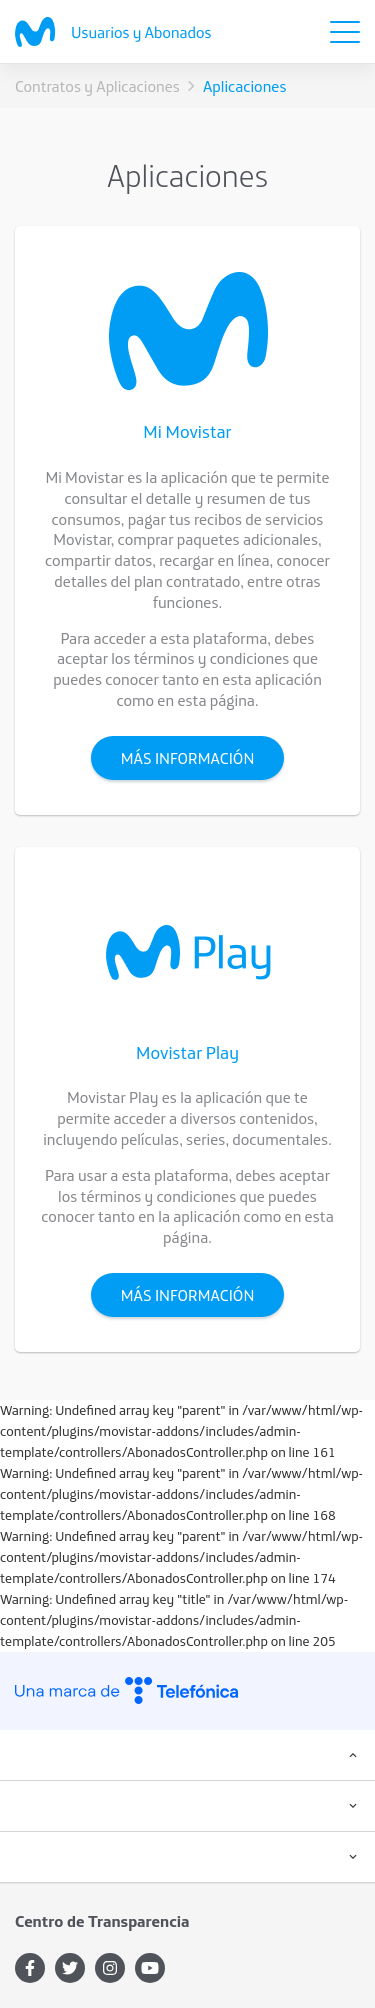 Usuarios y Abonados
Contratos y Aplicaciones > Aplicaciones
Aplicaciones
Mi Movistar
Mi Movistar es la aplicación que te permite
consultar el detalle y resumen de tus
consumos, pagar tus recibos de servicios
Movistar, comprar paquetes adicionales,
compartir datos, recargar en línea, conocer
detalles del plan contratado, entre otras
funciones.
Para acceder a esta plataforma, debes
aceptar los términos y condiciones que
puedes conocer tanto en esta aplicación
como en esta página.
MÁS INFORMACIÓN
Play
Movistar Play
Movistar Play es la aplicación que te
permite acceder a diversos contenidos,
incluyendo películas, series, documentales.
Para usar a esta plataforma, debes aceptar
los términos y condiciones que puedes
conocer tanto en la aplicación como en esta
página.
MÁS INFORMACIÓN
Warning: Undefined array key "parent" in /var/www/html/wp-
content/plugins/movistar-addons/includes/admin-
template/controllers/AbonadosController.php on line 161
Warning: Undefined array key "parent" in /var/www/html/wp-
content/plugins/movistar-addons/includes/admin-
template/controllers/AbonadosController.php on line 168
Warning: Undefined array key "parent" in /var/www/html/wp-
content/plugins/movistar-addons/includes/admin-
template/controllers/AbonadosController.php on line 174
Warning: Undefined array key "title" in /var/www/html/wp-
content/plugins/movistar-addons/includes/admin-
template/controllers/AbonadosController.php on line 205
Una marca de Telefónica
Centro de Transparencia